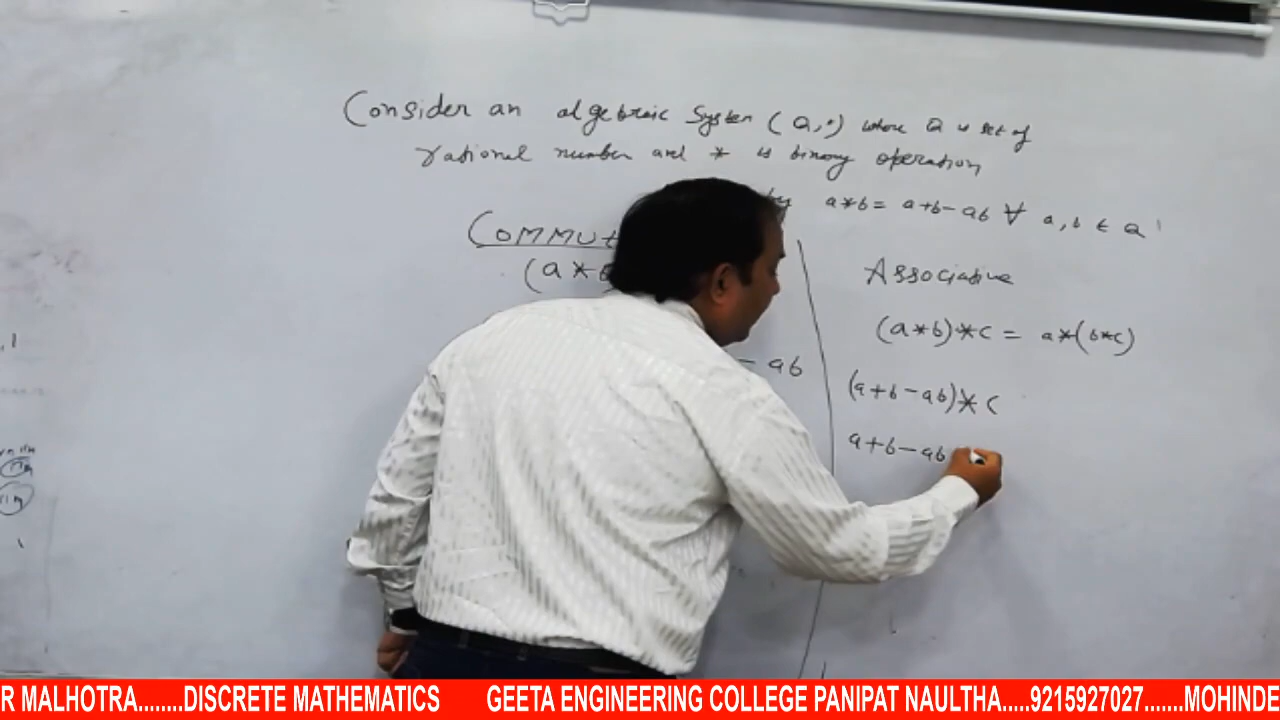 Consider an algebraic System (Q,*) where Q is set of
rational number and * is binary operation
by a*b = a+b-ab ∀ a, b ∈ Q
COMMUT
(a*b
- ab
Associative
(a*b)*c = a*(b*c)
(a+b-ab)*c
a+b-ab
R MALHOTRA........DISCRETE MATHEMATICS GEETA ENGINEERING COLLEGE PANIPAT NAULTHA.....9215927027.......MOHINDE